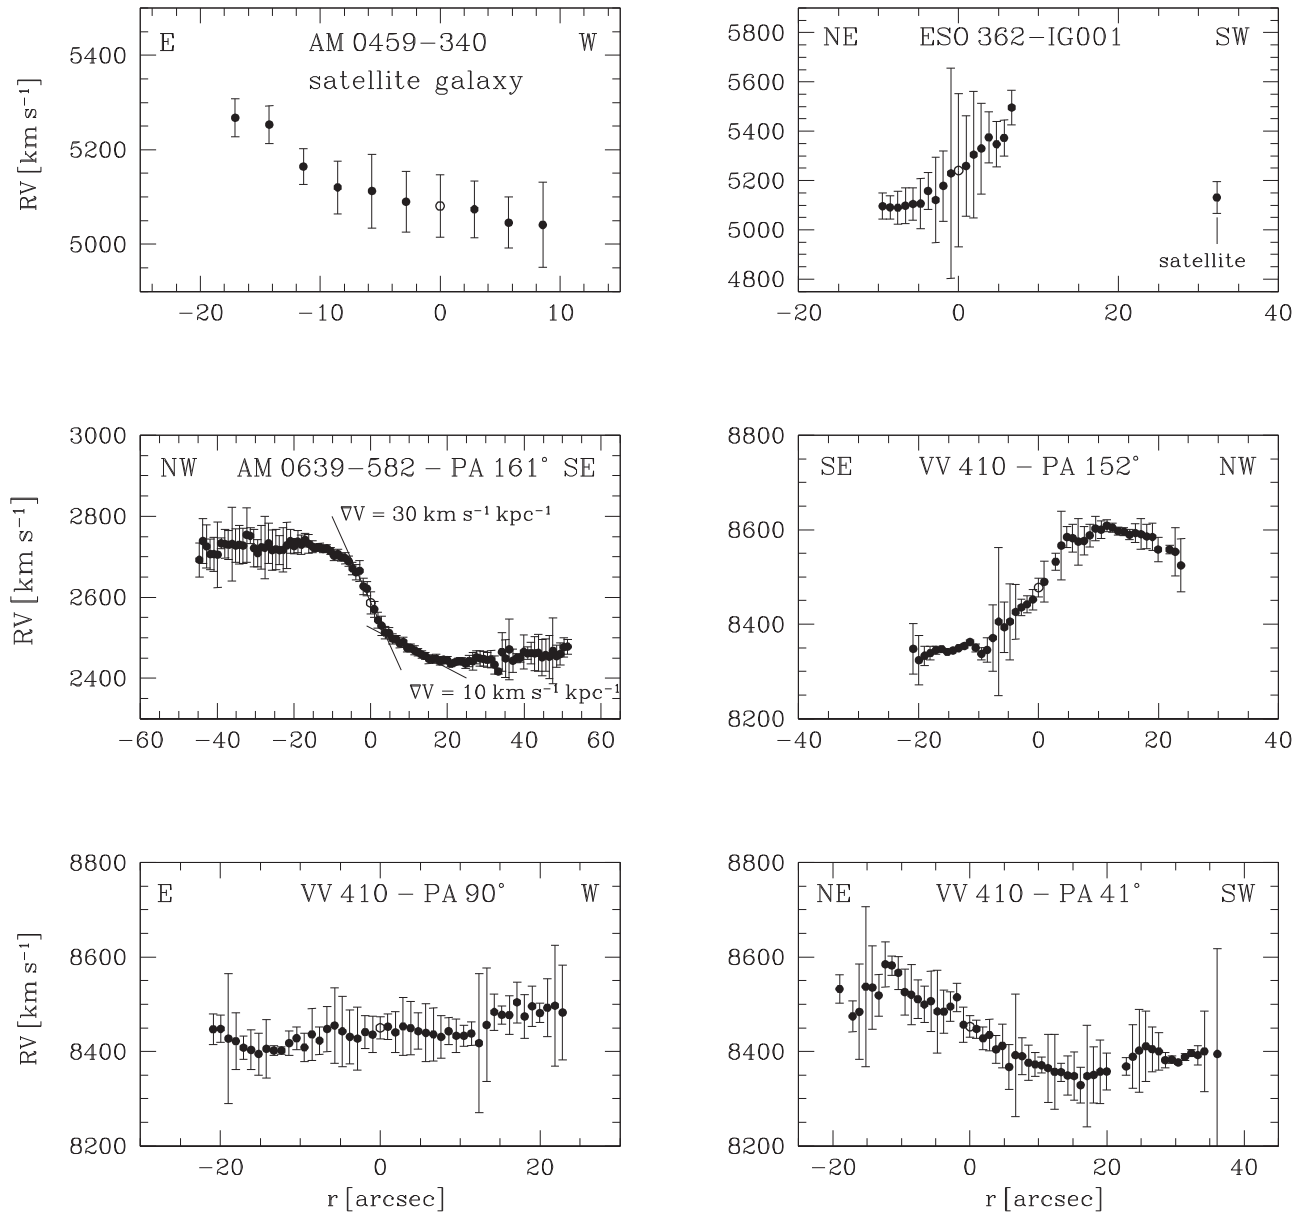 E AM 0459−340 W
satellite galaxy
RV [km s⁻¹]
5400
5200
5000
−20 −10 0 10
NE ESO 362−IG001 SW
5800
5600
5400
5200
5000
4800
satellite
−20 0 20 40
NW AM 0639−582 − PA 161° SE
∇V = 30 km s⁻¹ kpc⁻¹
∇V = 10 km s⁻¹ kpc⁻¹
RV [km s⁻¹]
3000
2800
2600
2400
−60 −40 −20 0 20 40 60
SE VV 410 − PA 152° NW
8800
8600
8400
8200
−40 −20 0 20 40
E VV 410 − PA 90° W
RV [km s⁻¹]
8800
8600
8400
8200
−20 0 20
r [arcsec]
NE VV 410 − PA 41° SW
8800
8600
8400
8200
−20 0 20 40
r [arcsec]